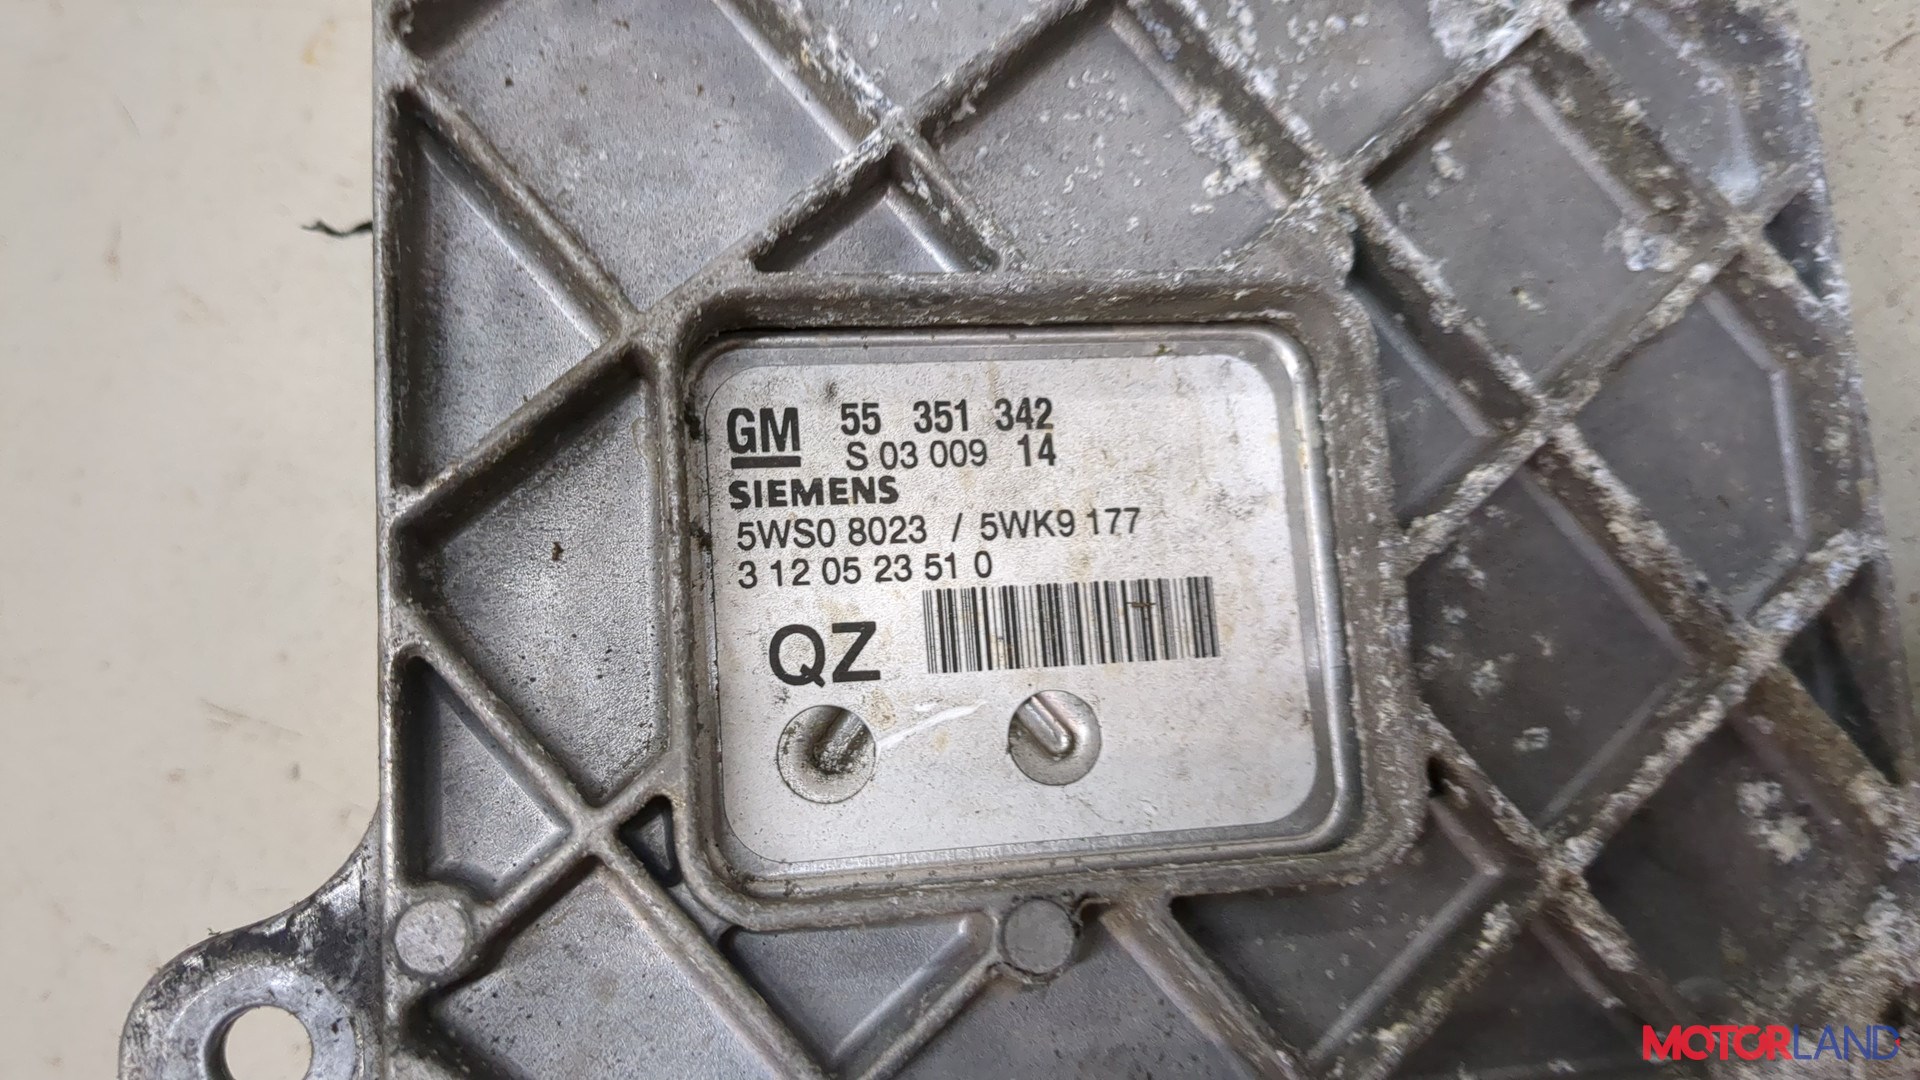 GM 55 351 342
S 03 009 14
SIEMENS
5WS0 8023 / 5WK9 177
3 12 05 23 51 0
QZ
MOTORLAND